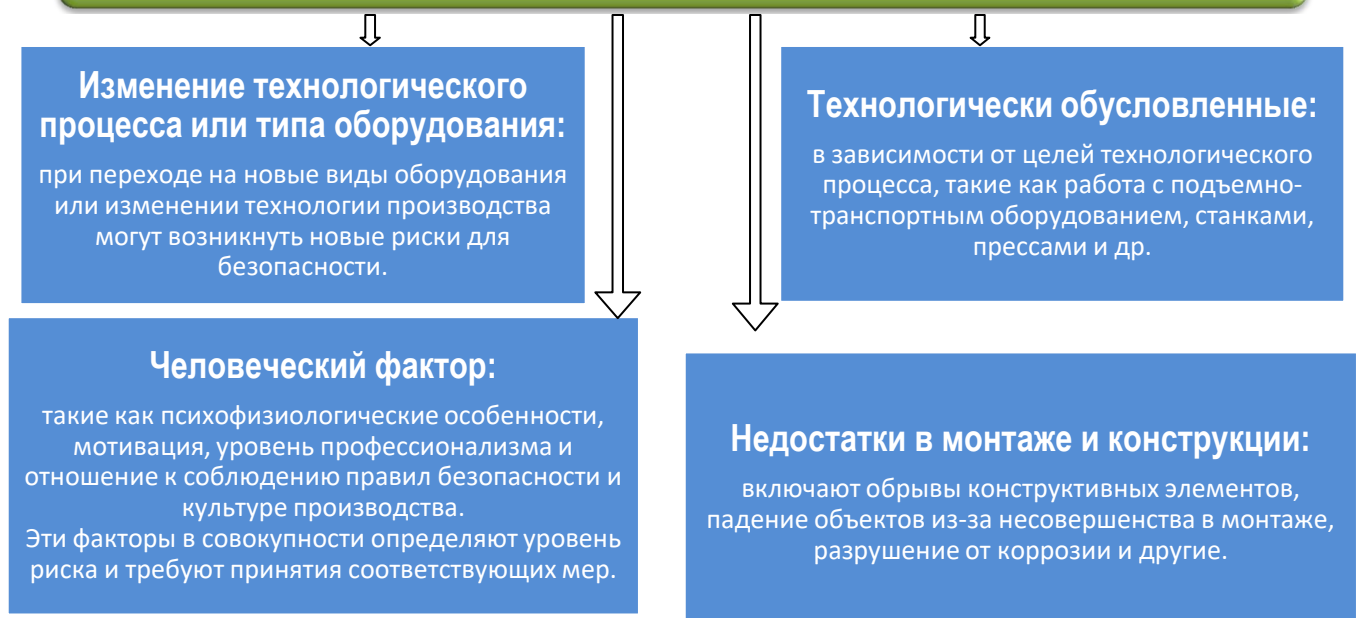 Изменение технологического
процесса или типа оборудования:
при переходе на новые виды оборудования
или изменении технологии производства
могут возникнуть новые риски для
безопасности.
Технологически обусловленные:
в зависимости от целей технологического
процесса, такие как работа с подъемно-
транспортным оборудованием, станками,
прессами и др.
Человеческий фактор:
такие как психофизиологические особенности,
мотивация, уровень профессионализма и
отношение к соблюдению правил безопасности и
культуре производства.
Эти факторы в совокупности определяют уровень
риска и требуют принятия соответствующих мер.
Недостатки в монтаже и конструкции:
включают обрывы конструктивных элементов,
падение объектов из-за несовершенства в монтаже,
разрушение от коррозии и другие.